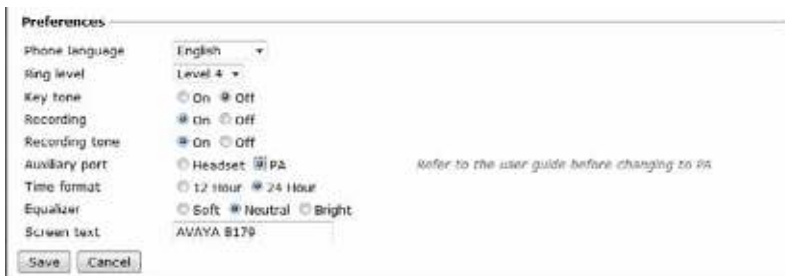 Preferences
Phone language English
Ring level Level 4
Key tone On Off
Recording On Off
Recording tone On Off
Auxiliary port Headset PA Refer to the user guide before changing to PA
Time format 12 Hour 24 Hour
Equalizer Soft Neutral Bright
Screen text AVAYA B179
Save Cancel